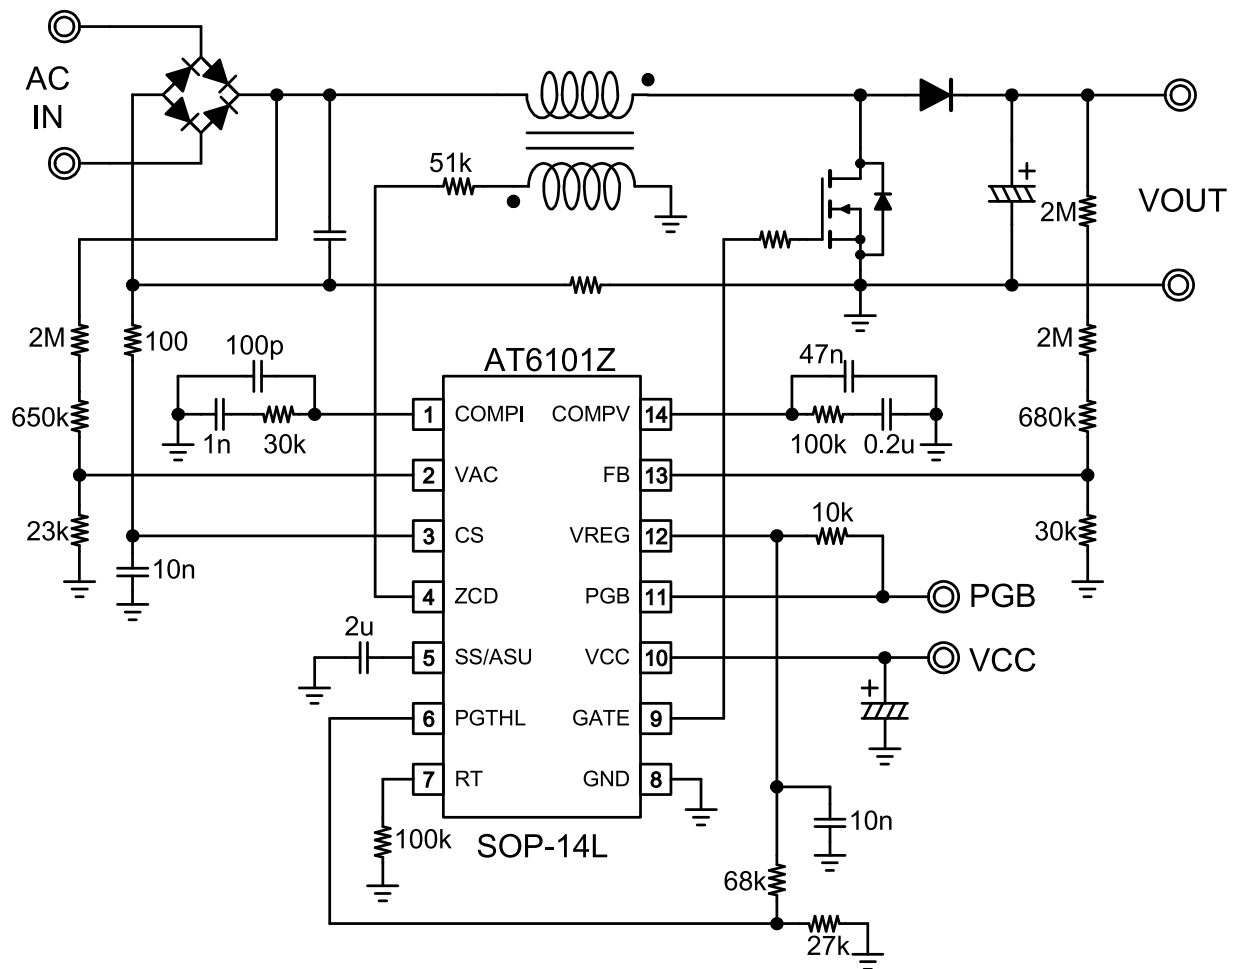 AC
IN
51k
+
2M
VOUT
2M
100
100p
AT6101Z
47n
2M
650k
1n
30k
1
COMPI
COMPV
14
100k
0.2u
680k
2
VAC
FB
13
23k
3
CS
VREG
12
10k
30k
10n
4
ZCD
PGB
11
PGB
2u
5
SS/ASU
VCC
10
VCC
+
6
PGTHL
GATE
9
7
RT
GND
8
100k
SOP-14L
10n
68k
27k